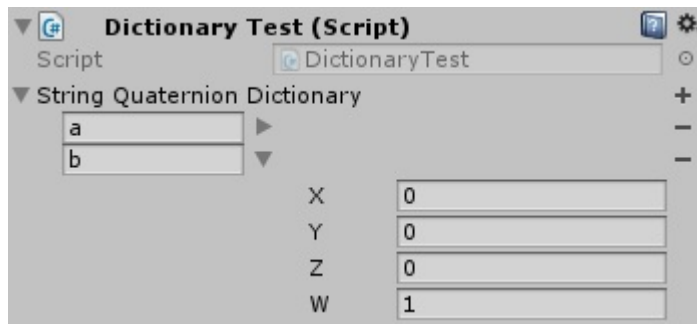 Dictionary Test (Script)
Script DictionaryTest
String Quaternion Dictionary
a
b
X 0
Y 0
Z 0
W 1